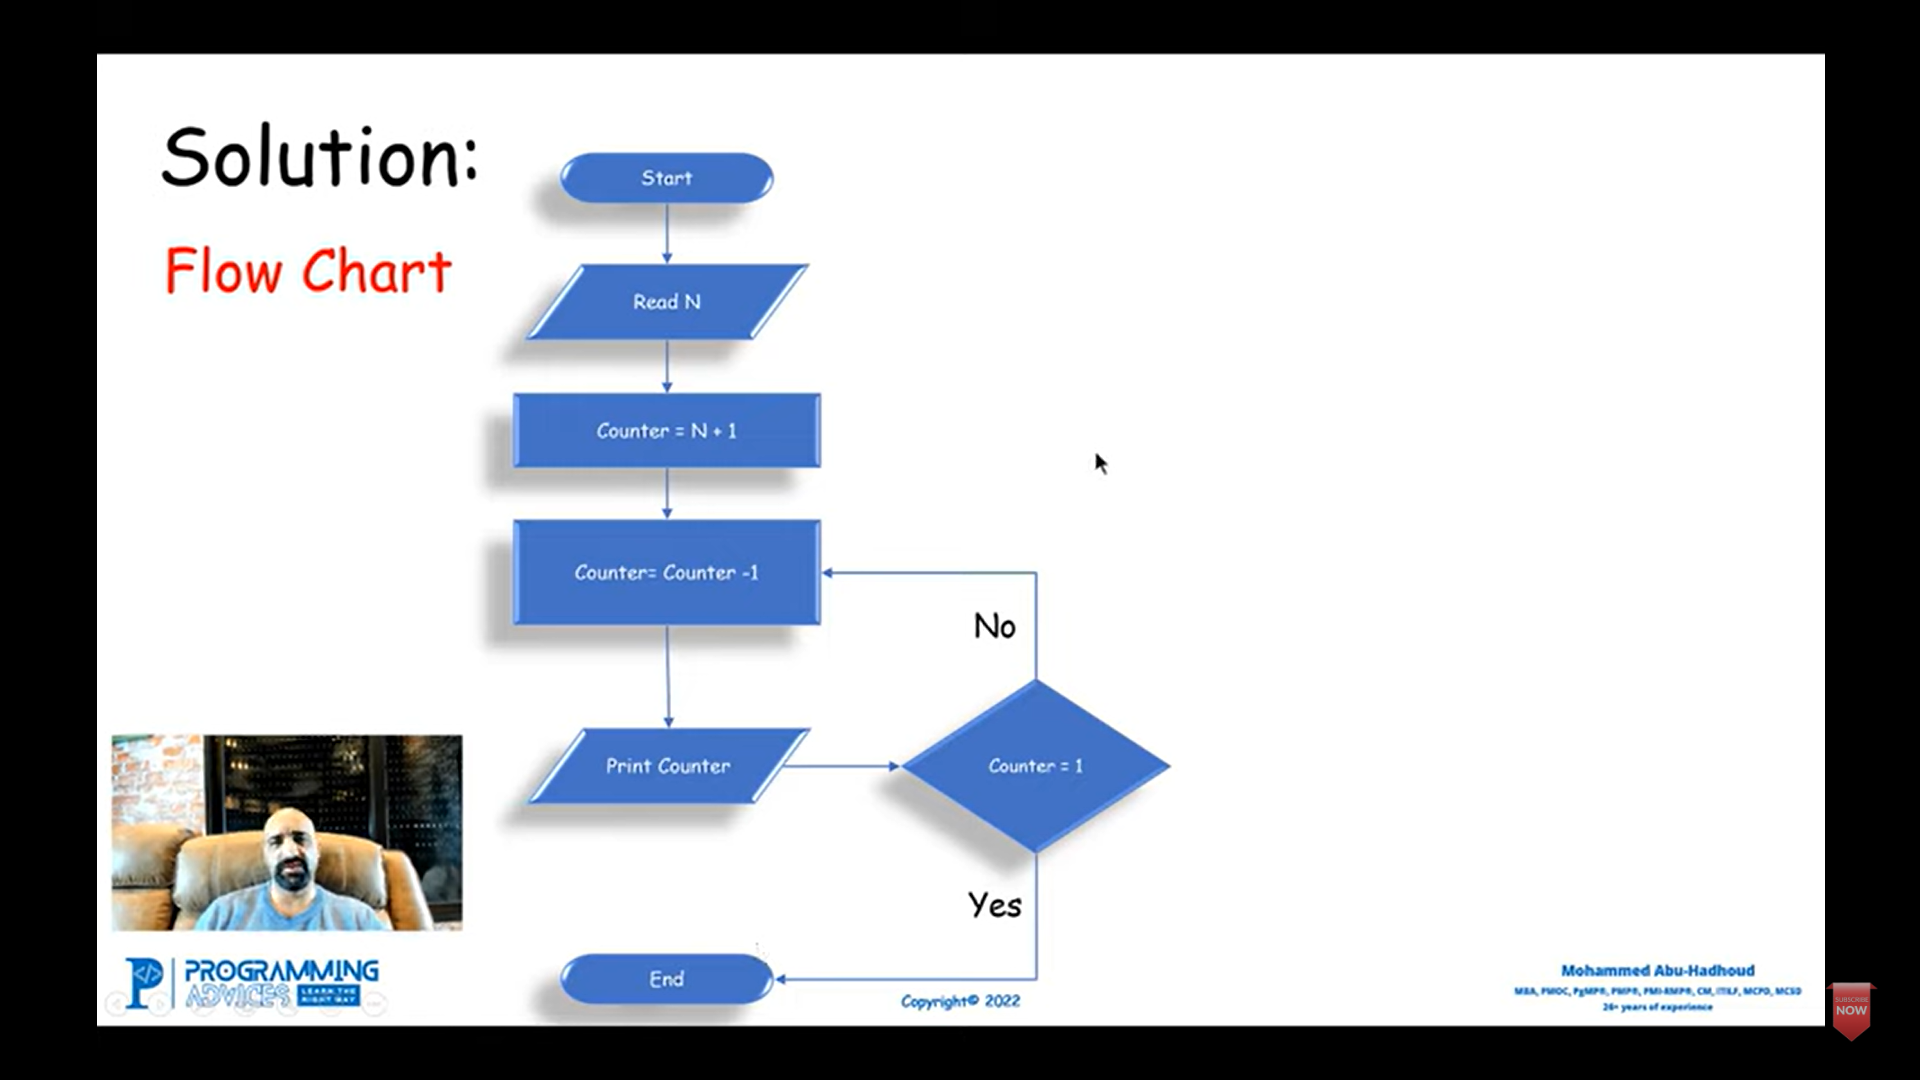 Solution:
Flow Chart
Start
Read N
Counter = N + 1
Counter= Counter -1
No
Print Counter
Counter = 1
Yes
End
PROGRAMMING
ADVICES
LEARN THE
RIGHT WAY
Copyright© 2022
Mohammed Abu-Hadhoud
MBA, PMOC, PgMP®, PMP®, PMI-RMP®, CM, ITILF, MCPD, MCSD
26+ years of experience
SUBSCRIBE
NOW